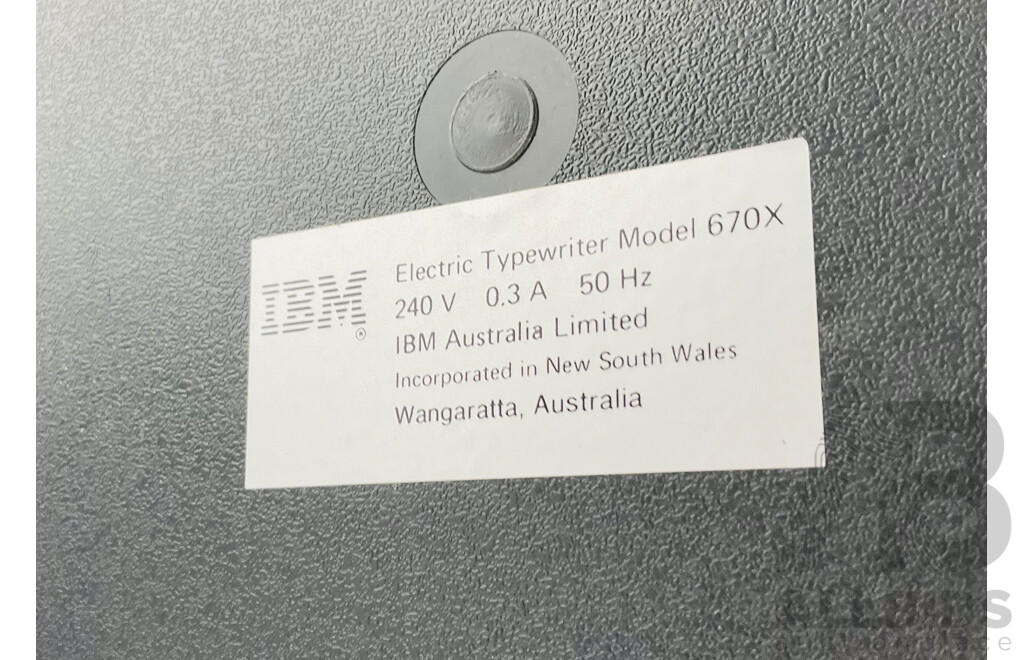 IBM®
Electric Typewriter Model 670X
240 V 0.3 A 50 Hz
IBM Australia Limited
Incorporated in New South Wales
Wangaratta, Australia